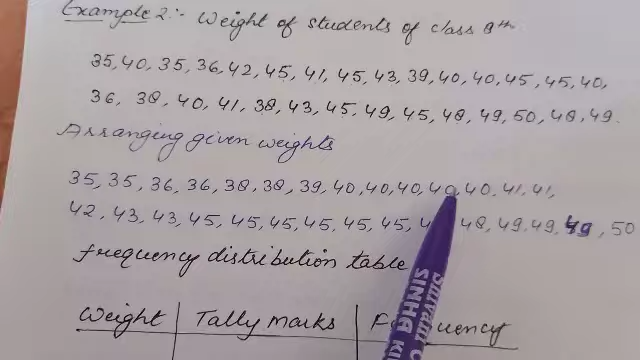 Example 2:- Weight of students of class 8th
35, 40, 35, 36, 42, 45, 41, 45, 43, 39, 40, 40, 45, 45, 40,
36, 38, 40, 41, 38, 43, 45, 49, 45, 48, 49, 50, 48, 49.
Arranging given weights
35, 35, 36, 36, 38, 38, 39, 40, 40, 40, 40, 40, 41, 41,
42, 43, 43, 45, 45, 45, 45, 45, 45, 48, 49, 49, 49, 50
frequency distribution table
Weight Tally marks
SINHA